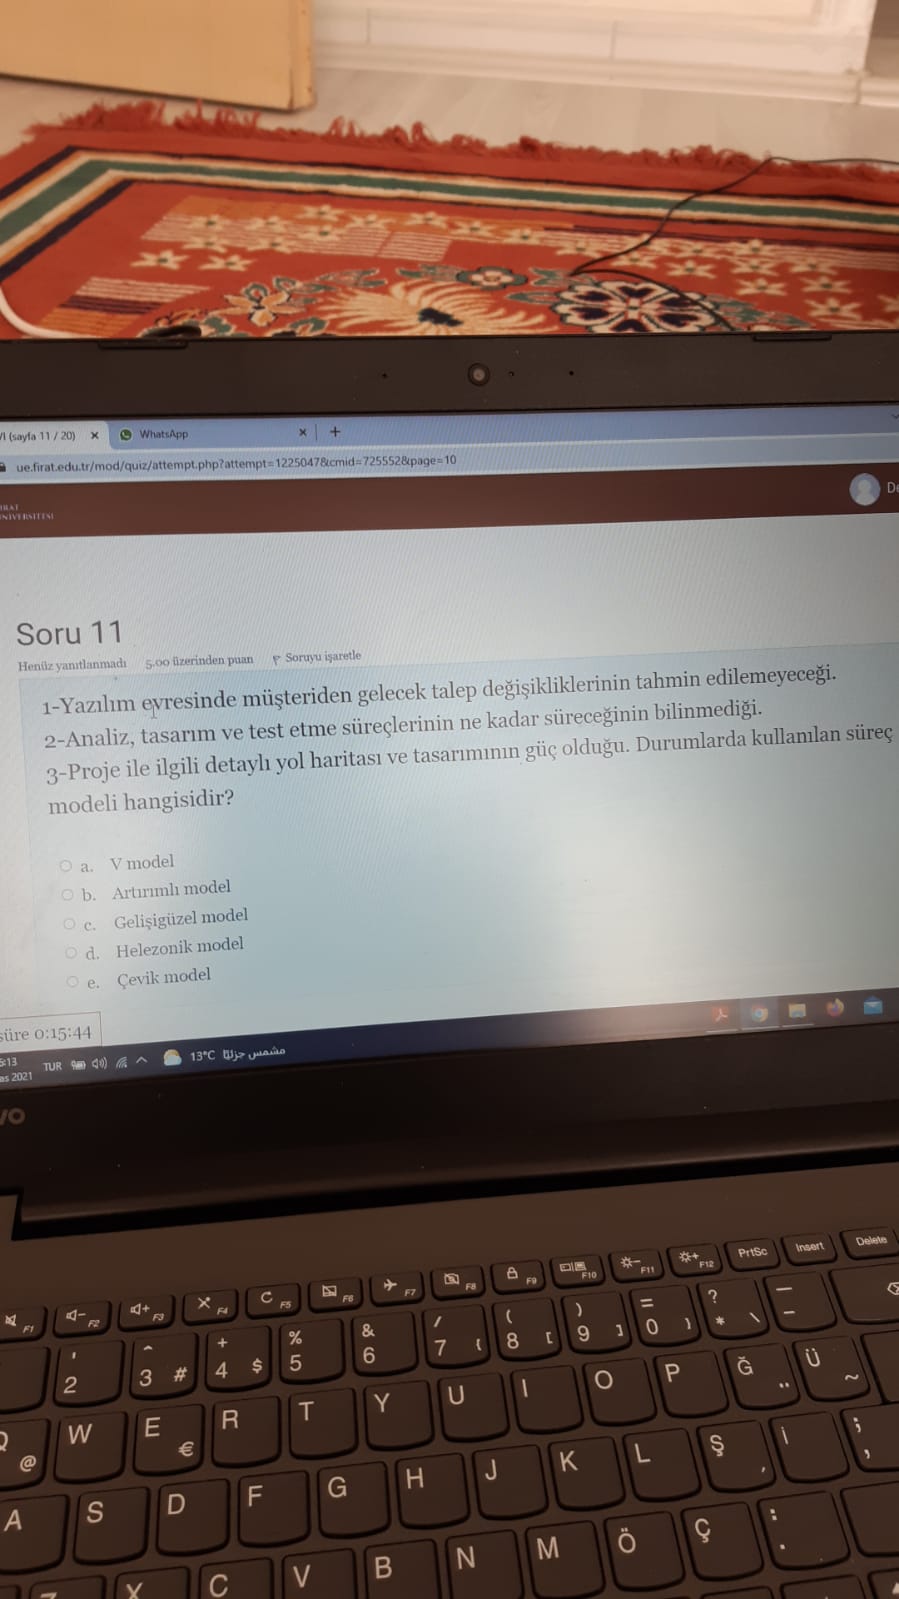 (sayfa 11 / 20)
WhatsApp
ue.firat.edu.tr/mod/quiz/attempt.php?attempt=1225047&cmid=725552&page=10
Soru 11
Henüz yanıtlanmadı 5.00 üzerinden puan Soruyu işaretle
1-Yazılım evresinde müşteriden gelecek talep değişikliklerinin tahmin edilemeyeceği.
2-Analiz, tasarım ve test etme süreçlerinin ne kadar süreceğinin bilinmediği.
3-Proje ile ilgili detaylı yol haritası ve tasarımının güç olduğu. Durumlarda kullanılan süreç
modeli hangisidir?
a. V model
b. Artırımlı model
c. Gelişigüzel model
d. Helezonik model
e. Çevik model
süre 0:15:44
TUR 13°C مشمس جزئيًا
2021
F1 F2 F3 F4 F5 F6 F7 F8 F9 F10 F11 F12 PrtSc Insert Delete
' 2 ^ 3 # + 4 $ % 5 & 6 / 7 { ( 8 [ ) 9 ] = 0 } ? * \ _ -
@ W E € R T Y U I O P Ğ ¨ Ü ~
A S D F G H J K L Ş , İ ; ,
X C V B N M Ö Ç : .